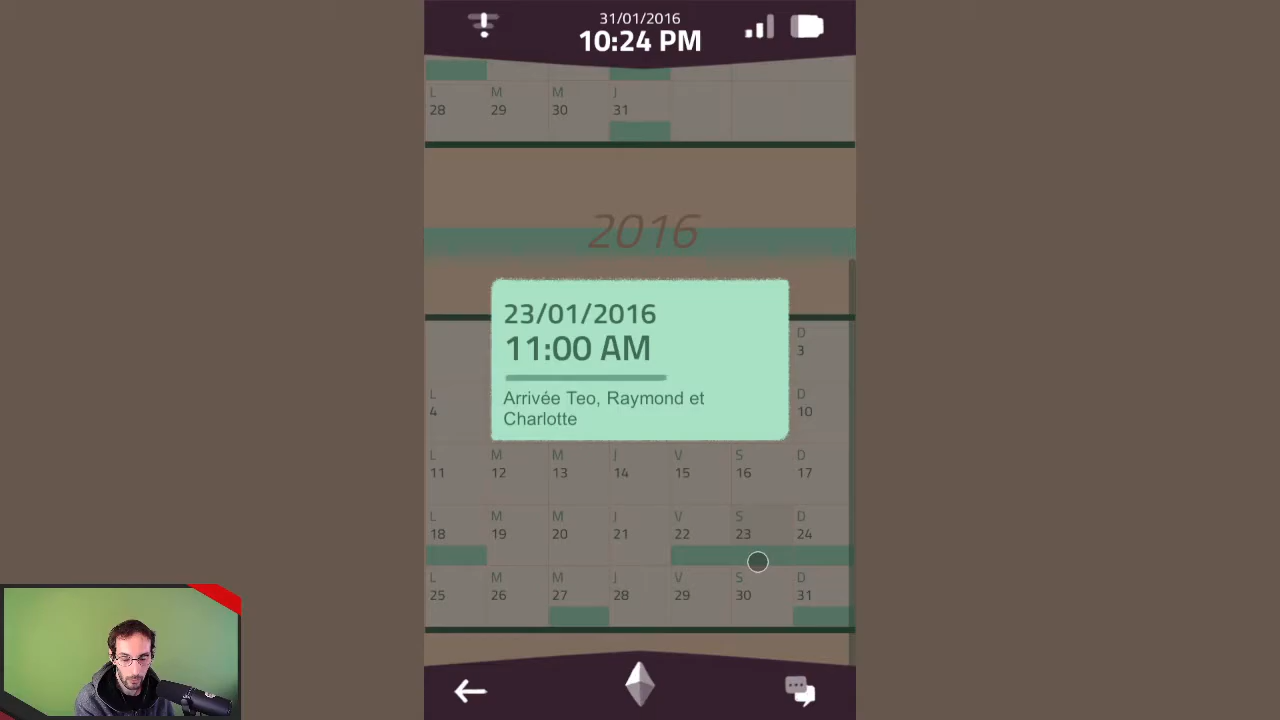 31/01/2016
10:24 PM
L M M J
28 29 30 31
2016
23/01/2016
11:00 AM
Arrivée Teo, Raymond et
Charlotte
D
3
L D
4 10
L M M J V S D
11 12 13 14 15 16 17
L M M J V S D
18 19 20 21 22 23 24
L M M J V S D
25 26 27 28 29 30 31